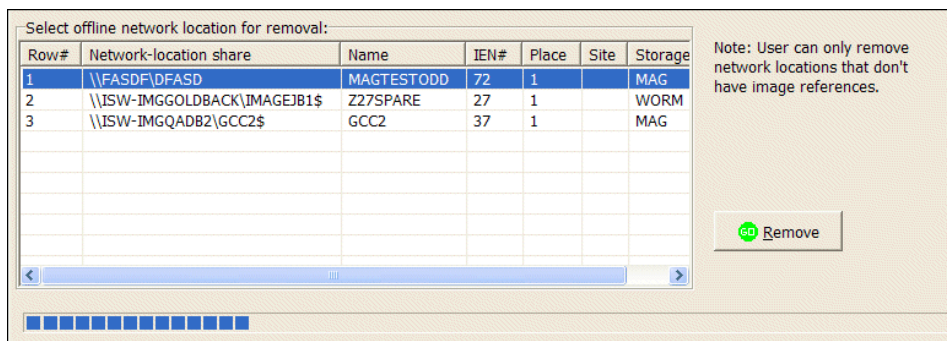 Select offline network location for removal:
Row# Network-location share Name IEN# Place Site Storage
1 \\FASDF\DFASD MAGTESTODD 72 1 MAG
2 \\ISW-IMGGOLDBACK\IMAGEJB1$ Z27SPARE 27 1 WORM
3 \\ISW-IMGQADB2\GCC2$ GCC2 37 1 MAG
Note: User can only remove
network locations that don't
have image references.
GO Remove